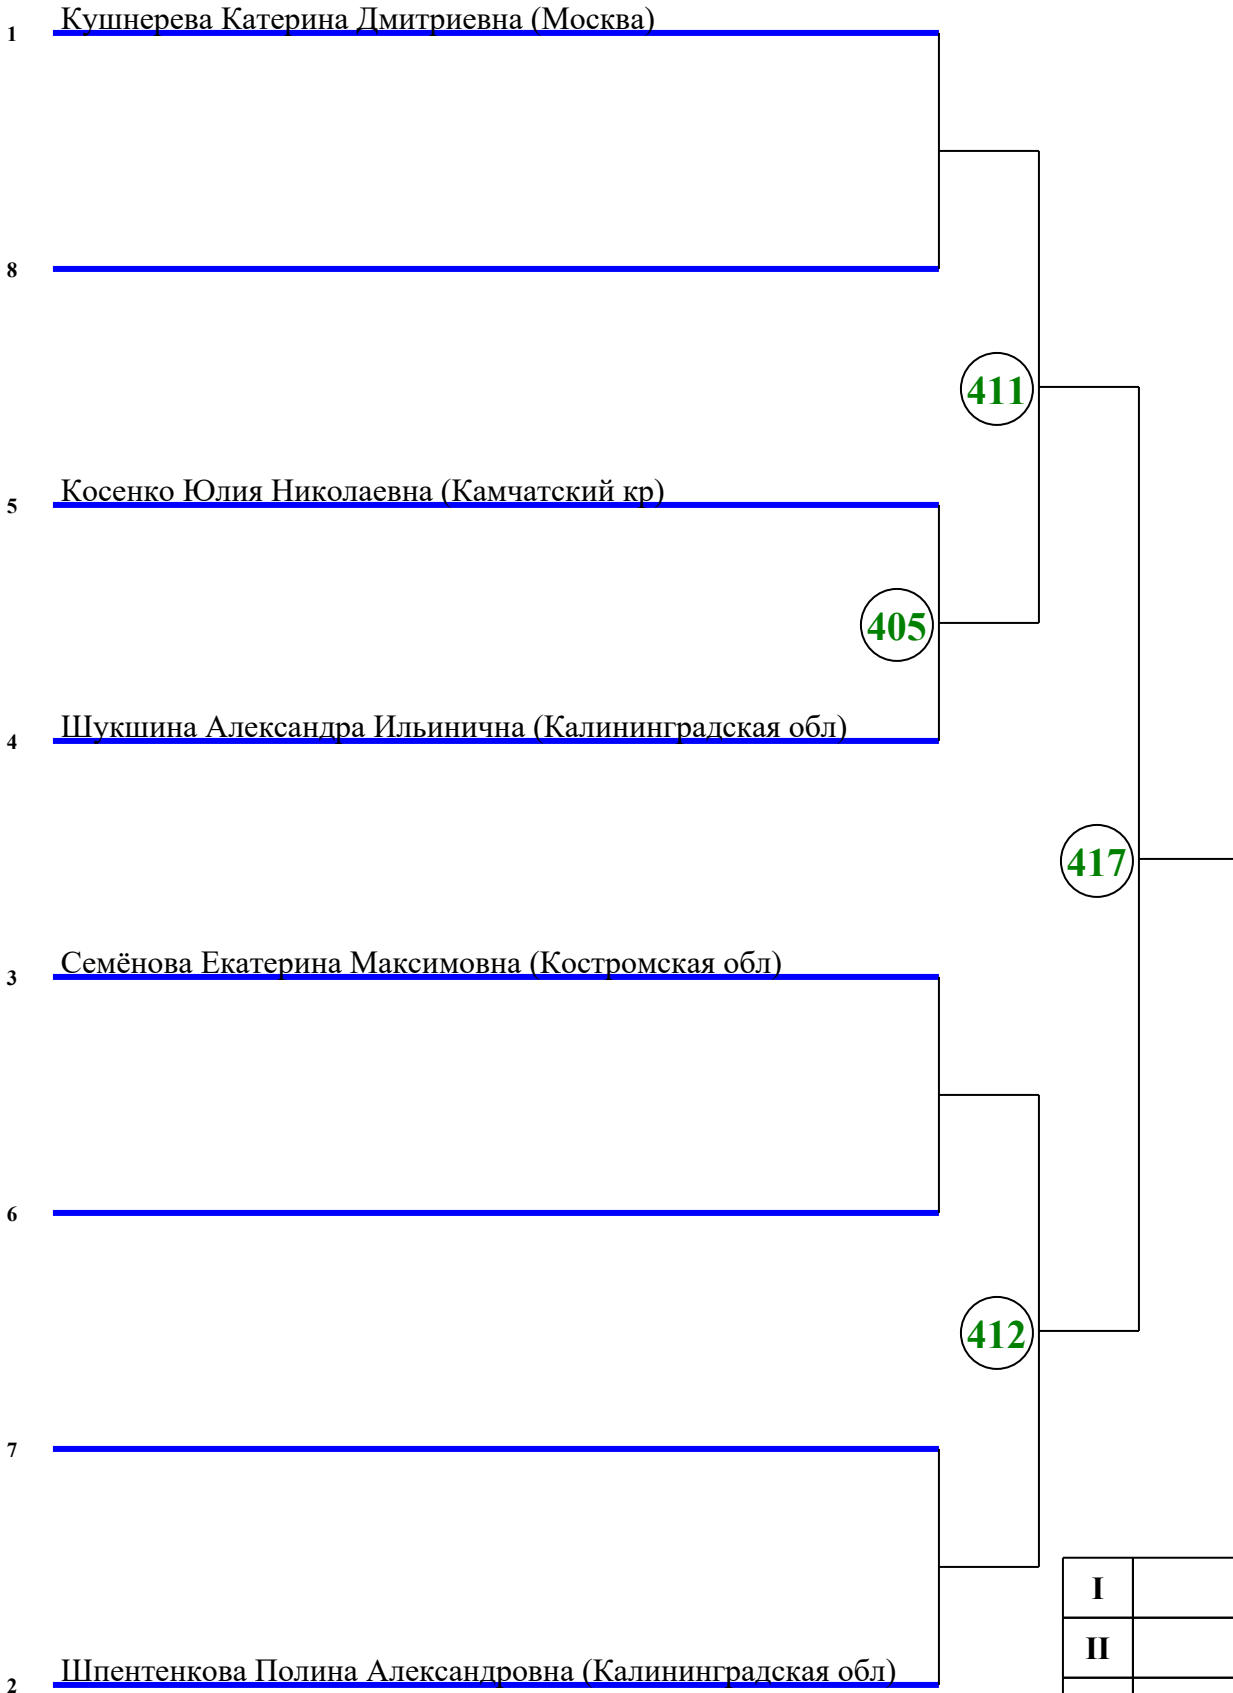 1 Кушнерева Катерина Дмитриевна (Москва)
8
411
5 Косенко Юлия Николаевна (Камчатский кр)
405
4 Шукшина Александра Ильинична (Калининградская обл)
417
3 Семёнова Екатерина Максимовна (Костромская обл)
6
412
7
I
II
2 Шпентенкова Полина Александровна (Калининградская обл)